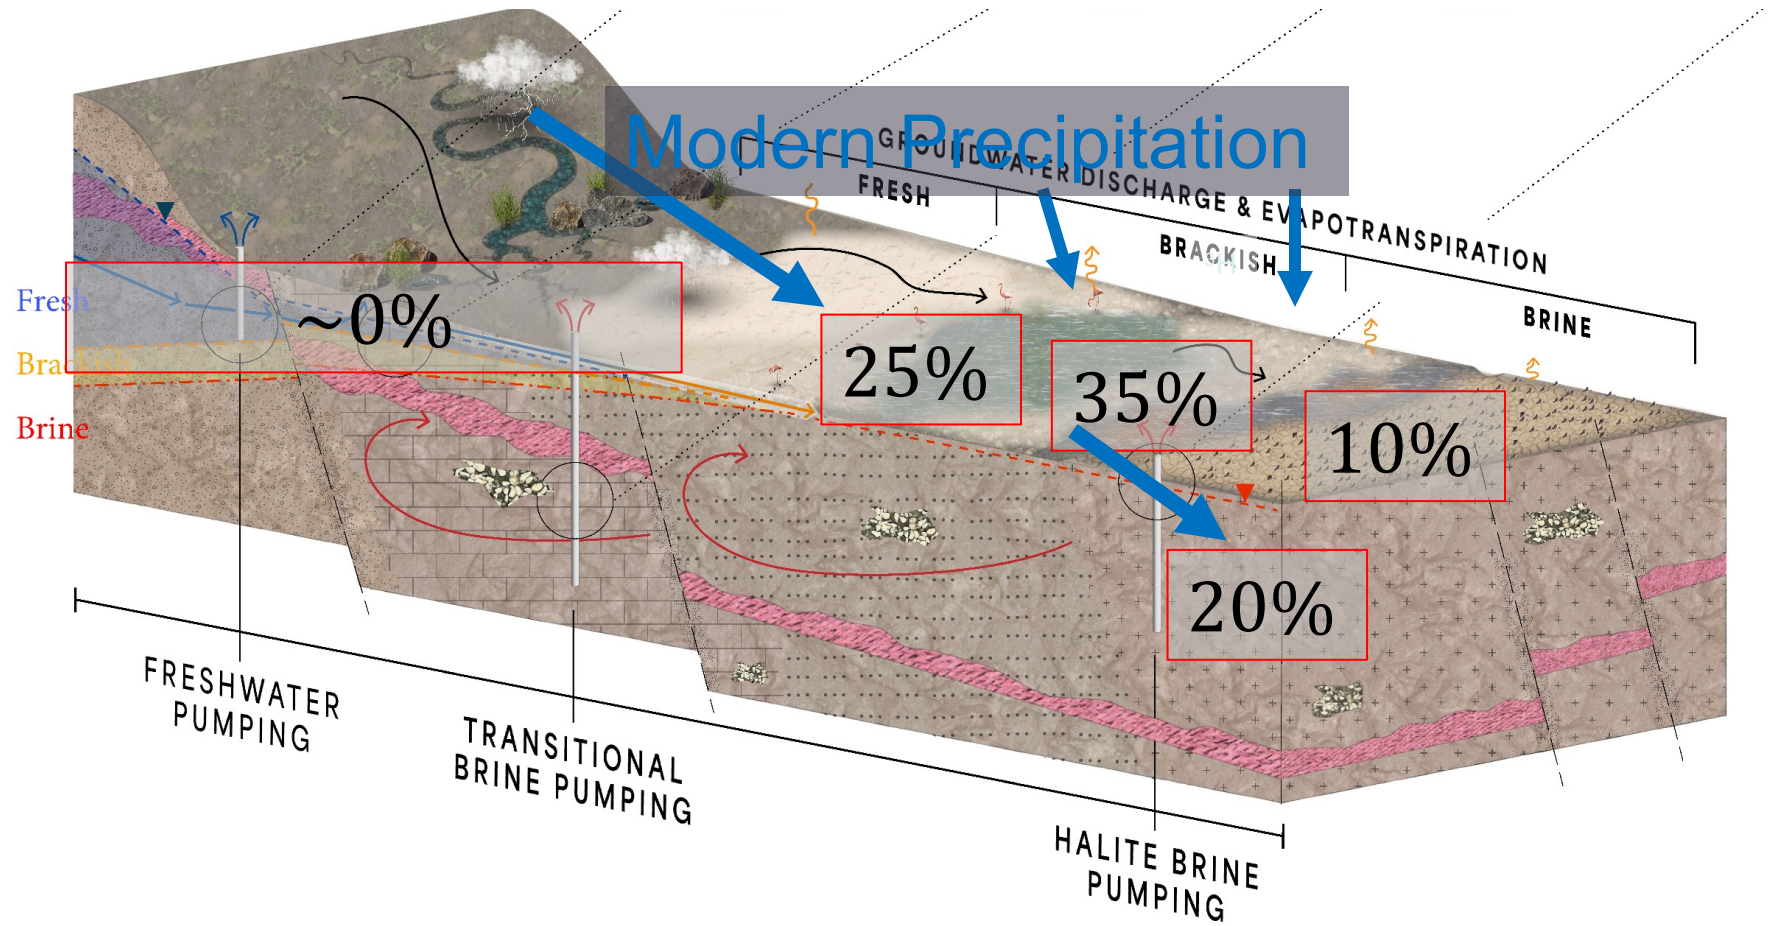 Modern Precipitation
GROUNDWATER DISCHARGE & EVAPOTRANSPIRATION
FRESH
BRACKISH
BRINE
Fresh
Brackish
Brine
~0%
25%
35%
10%
20%
FRESHWATER
PUMPING
TRANSITIONAL
BRINE PUMPING
HALITE BRINE
PUMPING